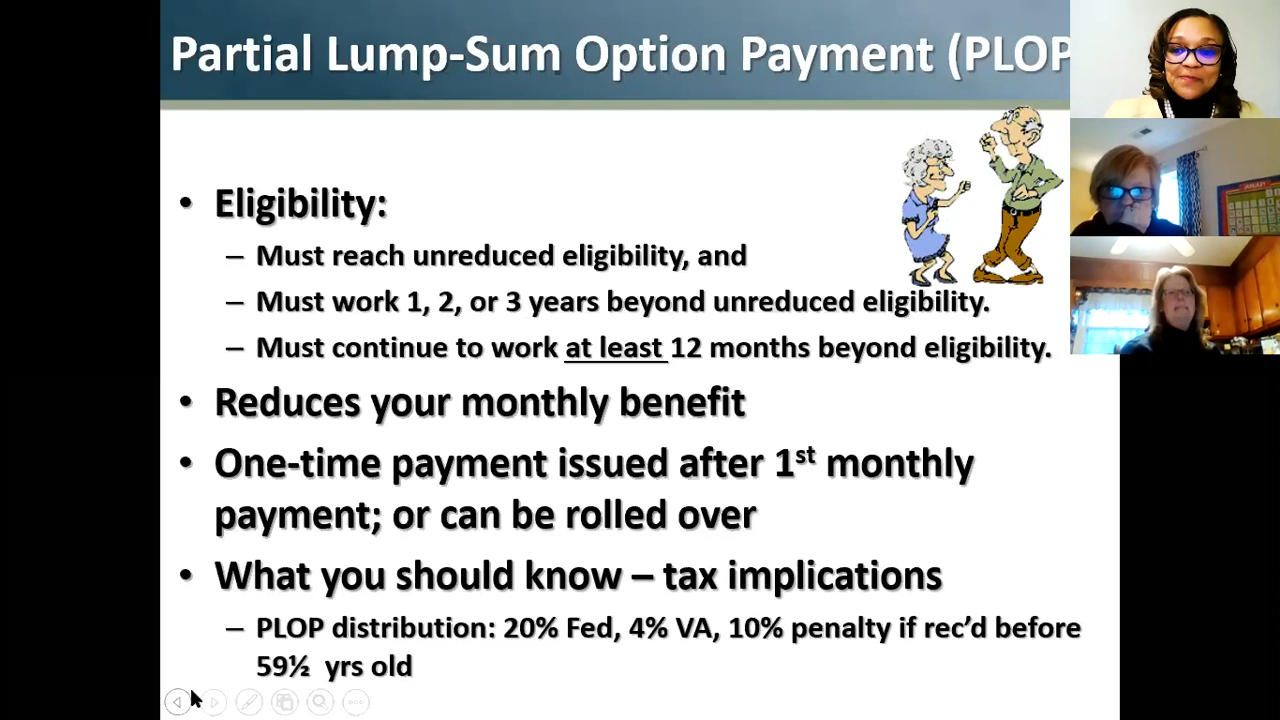 Partial Lump-Sum Option Payment (PLOP
• Eligibility:
– Must reach unreduced eligibility, and
– Must work 1, 2, or 3 years beyond unreduced eligibility.
– Must continue to work at least 12 months beyond eligibility.
• Reduces your monthly benefit
• One-time payment issued after 1st monthly
payment; or can be rolled over
• What you should know – tax implications
– PLOP distribution: 20% Fed, 4% VA, 10% penalty if rec’d before
59½ yrs old